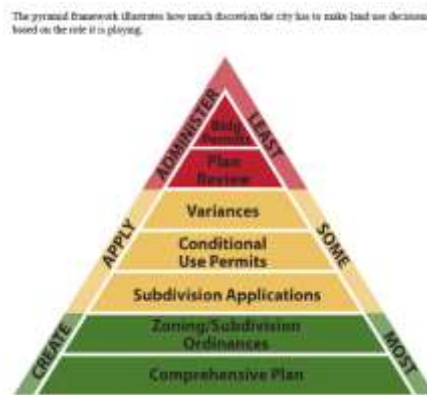 The pyramid framework illustrates how much discretion the city has to make land use decisions
based on the role it is playing.
ADMINISTER
LEAST
Bldg.
Permits
Plan
Review
APPLY
SOME
Variances
Conditional
Use Permits
Subdivision Applications
CREATE
MOST
Zoning/Subdivision
Ordinances
Comprehensive Plan